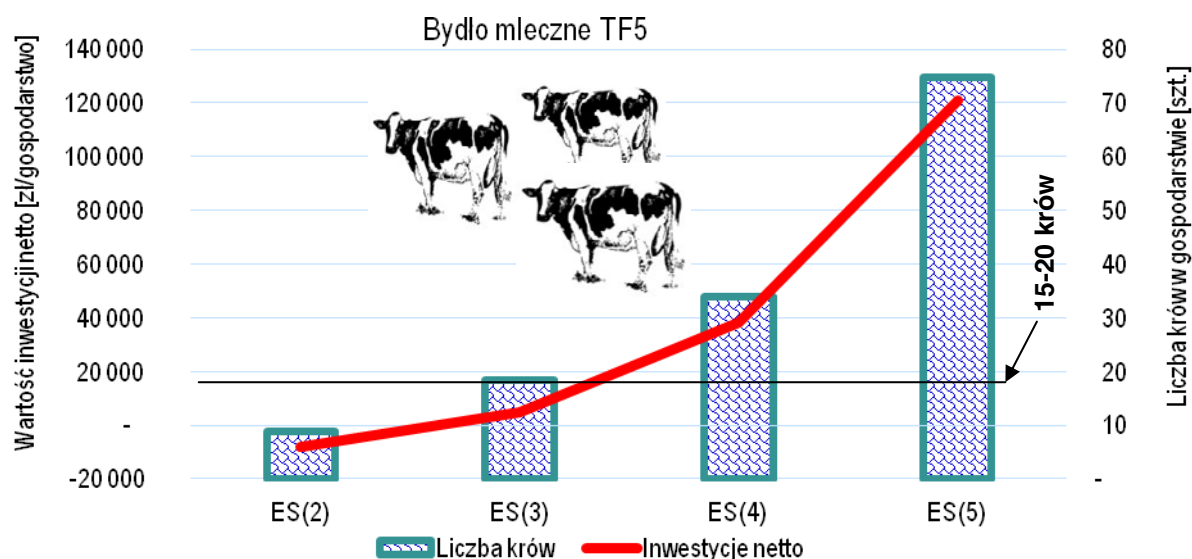 Bydło mleczne TF5
Wartość inwestycji netto [zł/gospodarstwo]
140 000
120 000
100 000
80 000
60 000
40 000
20 000
-
-20 000
80
70
60
50
40
30
20
10
-
Liczba krów w gospodarstwie [szt.]
15-20 krów
ES(2)
ES(3)
ES(4)
ES(5)
Liczba krów
Inwestycje netto